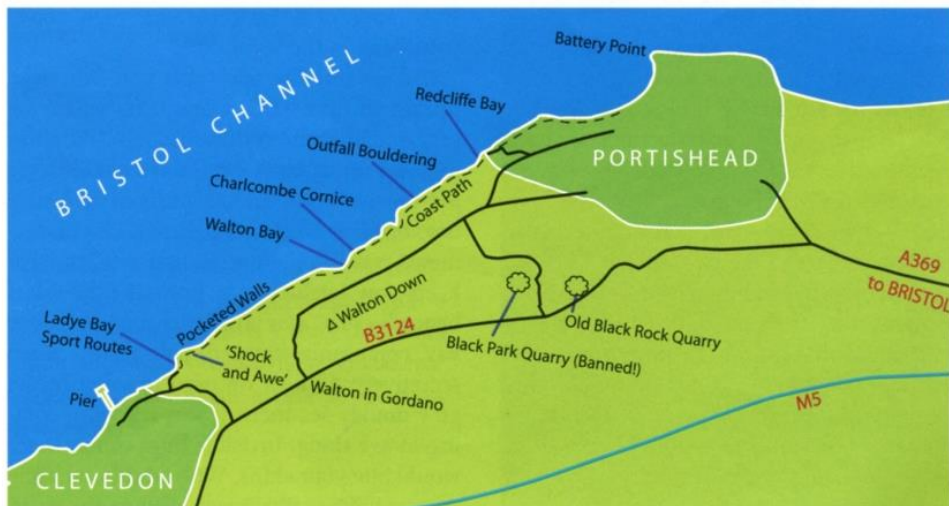 BRISTOL CHANNEL
Battery Point
Redcliffe Bay
Outfall Bouldering
Charlcombe Cornice
Walton Bay
Coast Path
PORTISHEAD
A369
to BRISTOL
Δ Walton Down
Pocketed Walls
Ladye Bay
Sport Routes
'Shock
and Awe'
B3124
Old Black Rock Quarry
Black Park Quarry (Banned!)
Pier
Walton in Gordano
M5
CLEVEDON